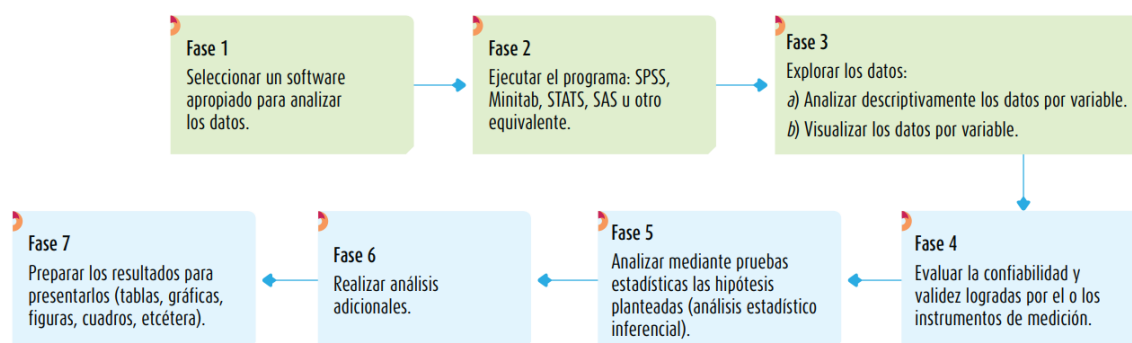 Fase 1
Seleccionar un software
apropiado para analizar
los datos.
Fase 2
Ejecutar el programa: SPSS,
Minitab, STATS, SAS u otro
equivalente.
Fase 3
Explorar los datos:
a) Analizar descriptivamente los datos por variable.
b) Visualizar los datos por variable.
Fase 4
Evaluar la confiabilidad y
validez logradas por el o los
instrumentos de medición.
Fase 5
Analizar mediante pruebas
estadísticas las hipótesis
planteadas (análisis estadístico
inferencial).
Fase 6
Realizar análisis
adicionales.
Fase 7
Preparar los resultados para
presentarlos (tablas, gráficas,
figuras, cuadros, etcétera).